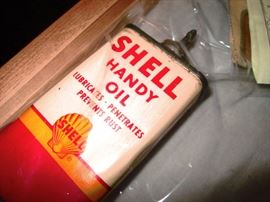 SHELL
HANDY
OIL
LUBRICATES - PENETRATES
PREVENTS RUST
SHELL